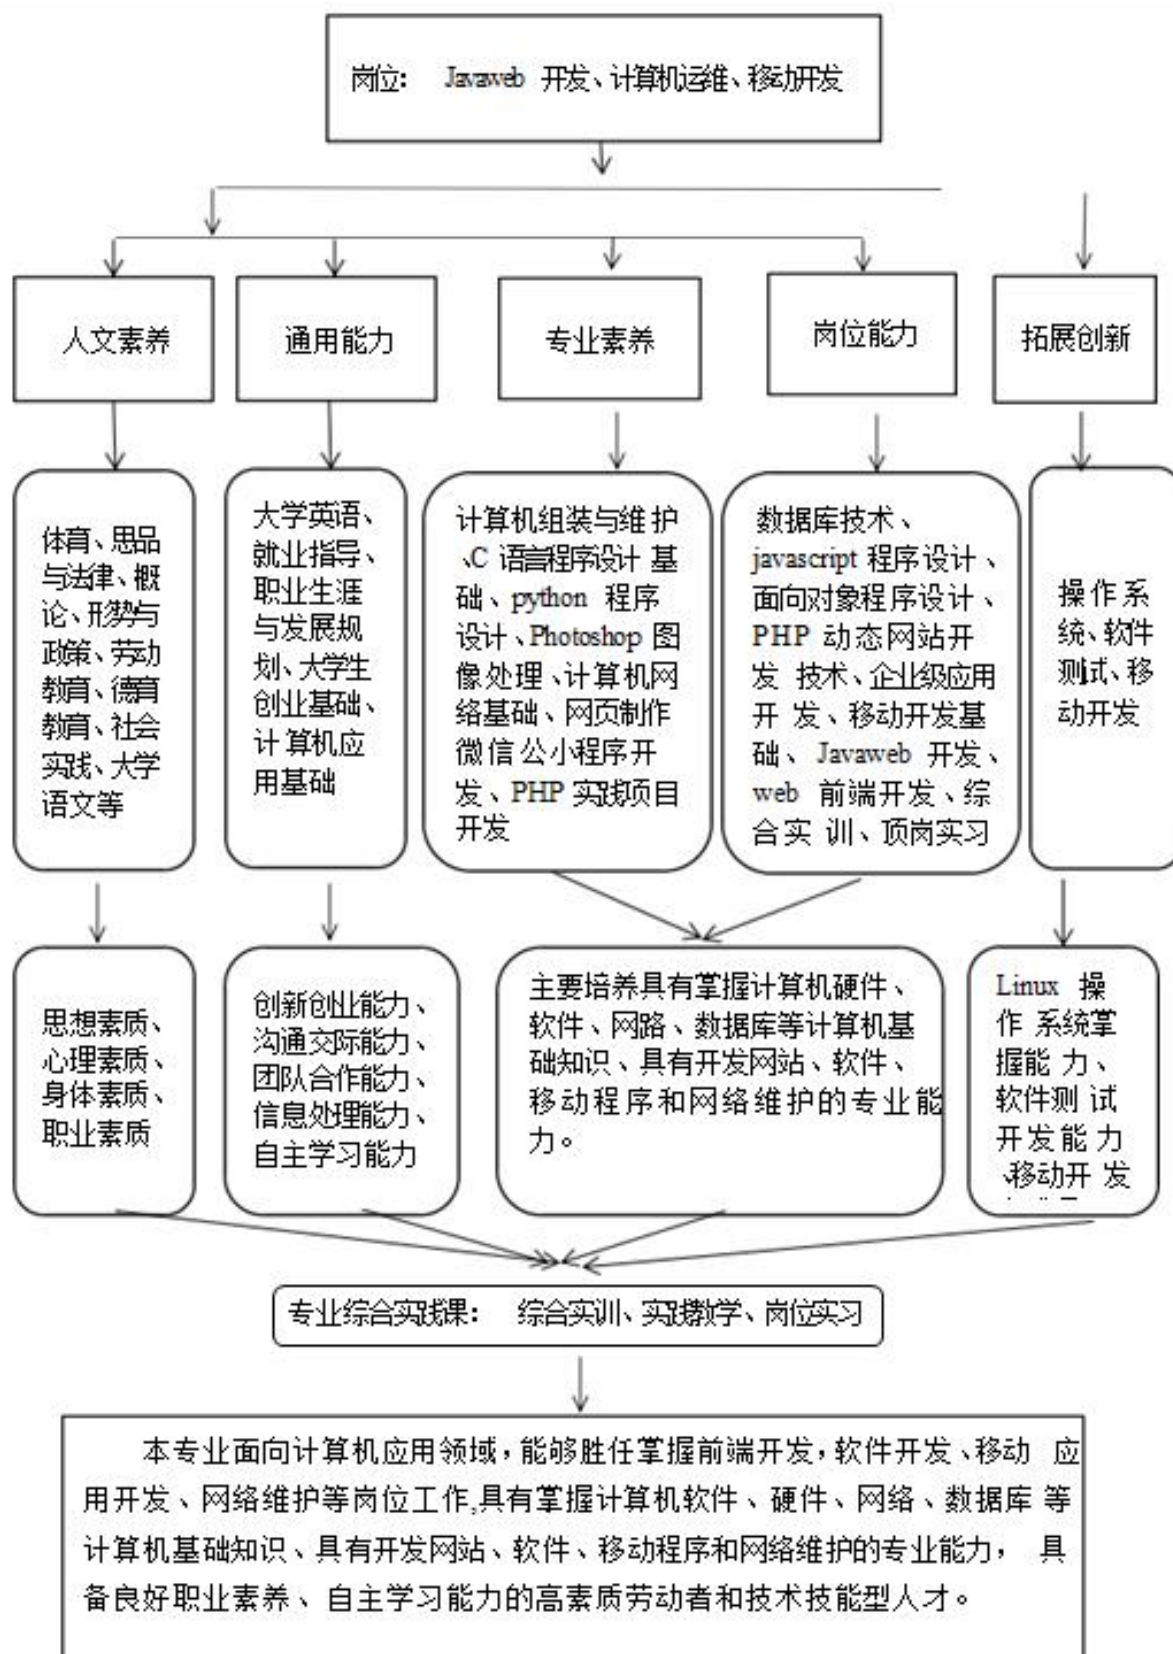 岗位： Javaweb 开发、计算机运维、移动开发
人文素养
通用能力
专业素养
岗位能力
拓展创新
体育、思品
与法律、概
论、形势与
政策、劳动
教育、德育
教育、社会
实践、大学
语文等
大学英语、
就业指导、
职业生涯
与发展规
划、大学生
创业基础、
计算机应
用基础
计算机组装与维护
、C 语言程序设计 基
础、python 程序
设计、Photoshop 图
像处理、计算机网
络基础、网页制作
微信公小程序开
发、PHP 实践项目
开发
数据库技术、
javascript 程序设计、
面向对象程序设计、
PHP 动态网站开
发 技术、企业级应用
开 发、移动开发基
础、Javaweb 开发、
web 前端开发、综
合实 训、顶岗实习
操作系
统、软件
测试、移
动开发
思想素质、
心理素质、
身体素质、
职业素质
创新创业能力、
沟通交际能力、
团队合作能力、
信息处理能力、
自主学习能力
主要培养具有掌握计算机硬件、
软件、网路、数据库等计算机基
础知识、具有开发网站、软件、
移动程序和网络维护的专业能
力。
Linux 操
作 系统掌
握能 力、
软件测 试
开发能 力
、移动开 发
专业综合实践课： 综合实训、实践教学、岗位实习
本专业面向计算机应用领域，能够胜任掌握前端开发，软件开发、移动 应
用开发、网络维护等岗位工作,具有掌握计算机软件、硬件、网络、数据库 等
计算机基础知识、具有开发网站、软件、移动程序和网络维护的专业能力， 具
备良好职业素养、自主学习能力的高素质劳动者和技术技能型人才。